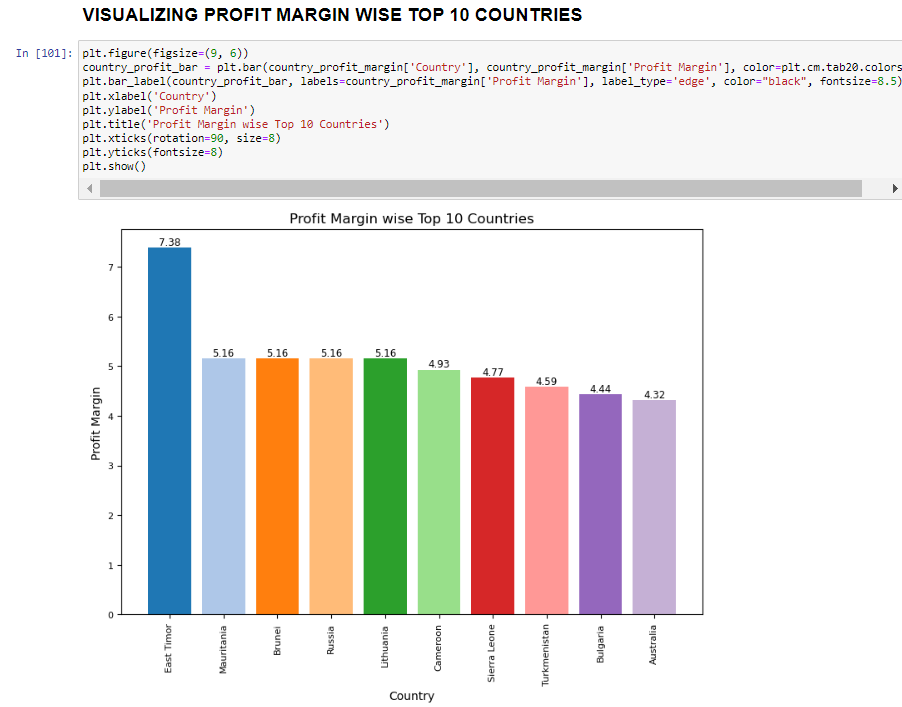 VISUALIZING PROFIT MARGIN WISE TOP 10 COUNTRIES
In [101]: plt.figure(figsize=(9, 6))
country_profit_bar = plt.bar(country_profit_margin['Country'], country_profit_margin['Profit Margin'], color=plt.cm.tab20.colors
plt.bar_label(country_profit_bar, labels=country_profit_margin['Profit Margin'], label_type='edge', color="black", fontsize=8.5)
plt.xlabel('Country')
plt.ylabel('Profit Margin')
plt.title('Profit Margin wise Top 10 Countries')
plt.xticks(rotation=90, size=8)
plt.yticks(fontsize=8)
plt.show()
Profit Margin wise Top 10 Countries
7.38
5.16
5.16
5.16
5.16
4.93
4.77
4.59
4.44
4.32
7
6
5
4
3
2
1
0
Profit Margin
East Timor
Mauritania
Brunei
Russia
Lithuania
Cameroon
Sierra Leone
Turkmenistan
Bulgaria
Australia
Country